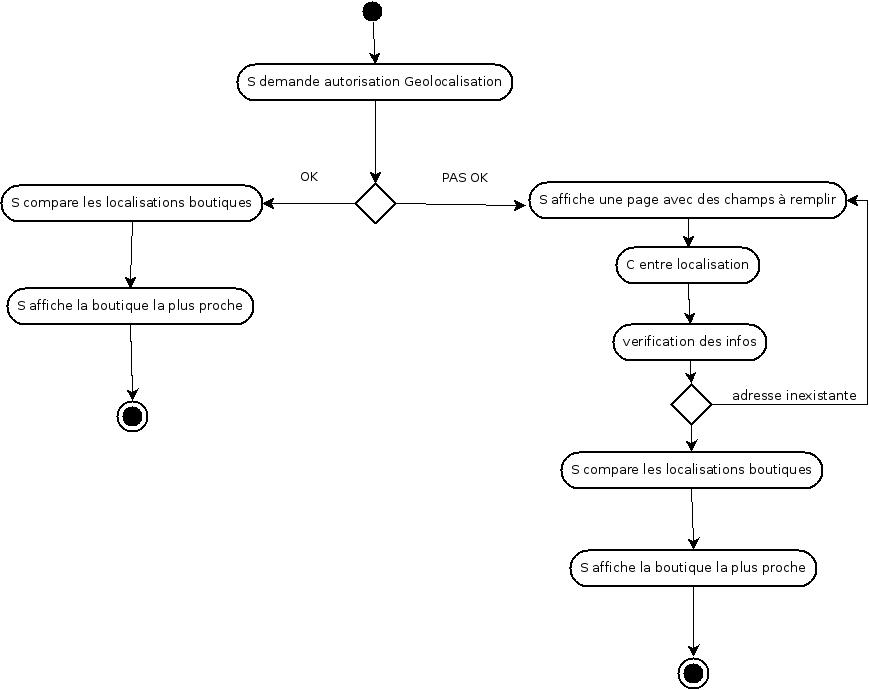 S demande autorisation Geolocalisation
OK
PAS OK
S compare les localisations boutiques
S affiche une page avec des champs à remplir
C entre localisation
S affiche la boutique la plus proche
verification des infos
adresse inexistante
S compare les localisations boutiques
S affiche la boutique la plus proche